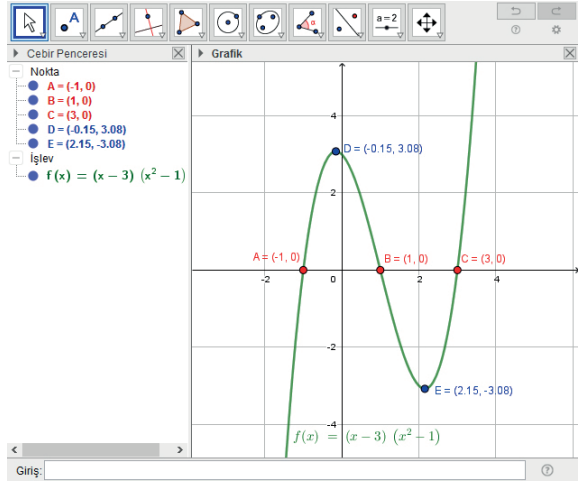 A
α
a = 2
Cebir Penceresi
Grafik
Nokta
A = (-1, 0)
B = (1, 0)
C = (3, 0)
D = (-0.15, 3.08)
E = (2.15, -3.08)
İşlev
f(x) = (x − 3) (x² − 1)
4
D = (-0.15, 3.08)
2
A = (-1, 0)
B = (1, 0)
C = (3, 0)
-2
0
2
4
-2
E = (2.15, -3.08)
-4
f(x) = (x − 3) (x² − 1)
Giriş: